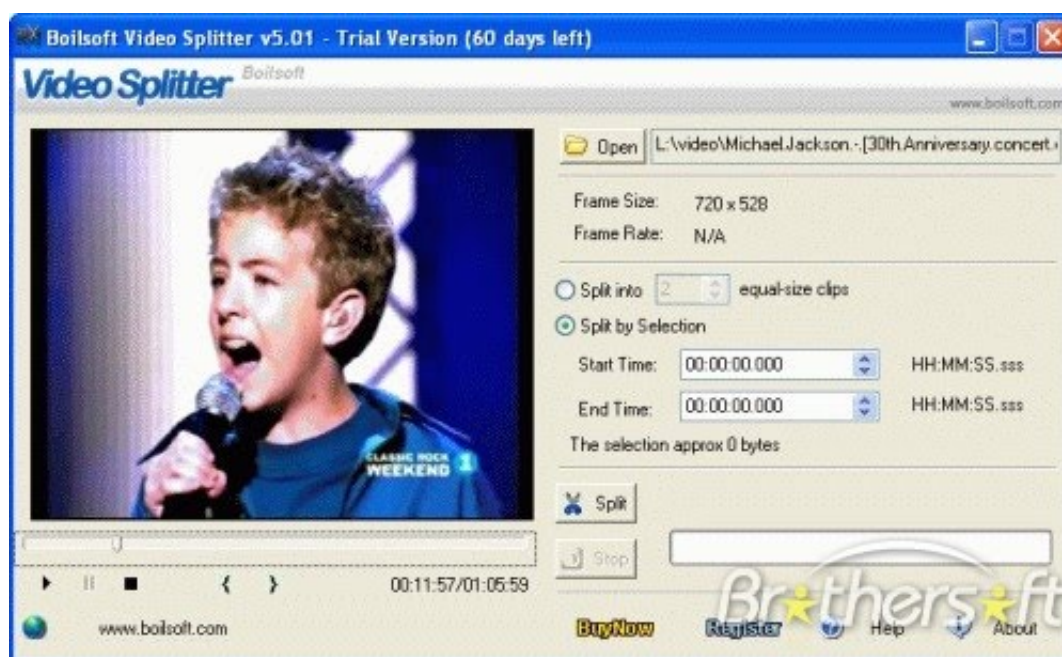 Boilsoft Video Splitter v5.01 - Trial Version (60 days left)
Video Splitter Boilsoft
www.boilsoft.com
Open L:\video\Michael.Jackson.-.[30th.Anniversary.concert.
Frame Size: 720 x 528
Frame Rate: N/A
Split into 2 equal-size clips
Split by Selection
Start Time: 00:00:00.000 HH:MM:SS.sss
End Time: 00:00:00.000 HH:MM:SS.sss
The selection approx 0 bytes
CLASSIC ROCK
WEEKEND 1
Split
Stop
00:11:57/01:05:59
Brothersoft
www.boilsoft.com
BuyNow Register Help About